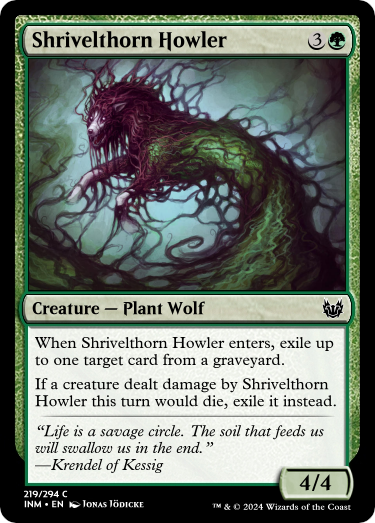 Shrivelthorn Howler 3
Creature — Plant Wolf
When Shrivelthorn Howler enters, exile up
to one target card from a graveyard.
If a creature dealt damage by Shrivelthorn
Howler this turn would die, exile it instead.
“Life is a savage circle. The soil that feeds us
will swallow us in the end.”
—Krendel of Kessig
4/4
219/294 C
INM • EN Jonas Jödicke
™ & © 2024 Wizards of the Coast